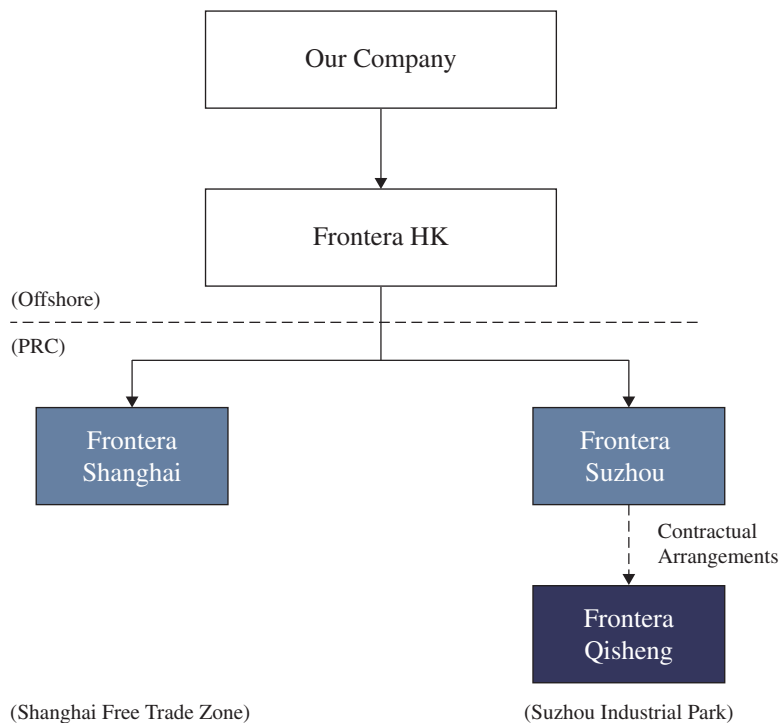 Our Company
Frontera HK
(Offshore)
(PRC)
Frontera
Shanghai
Frontera
Suzhou
Contractual
Arrangements
Frontera
Qisheng
(Shanghai Free Trade Zone)
(Suzhou Industrial Park)